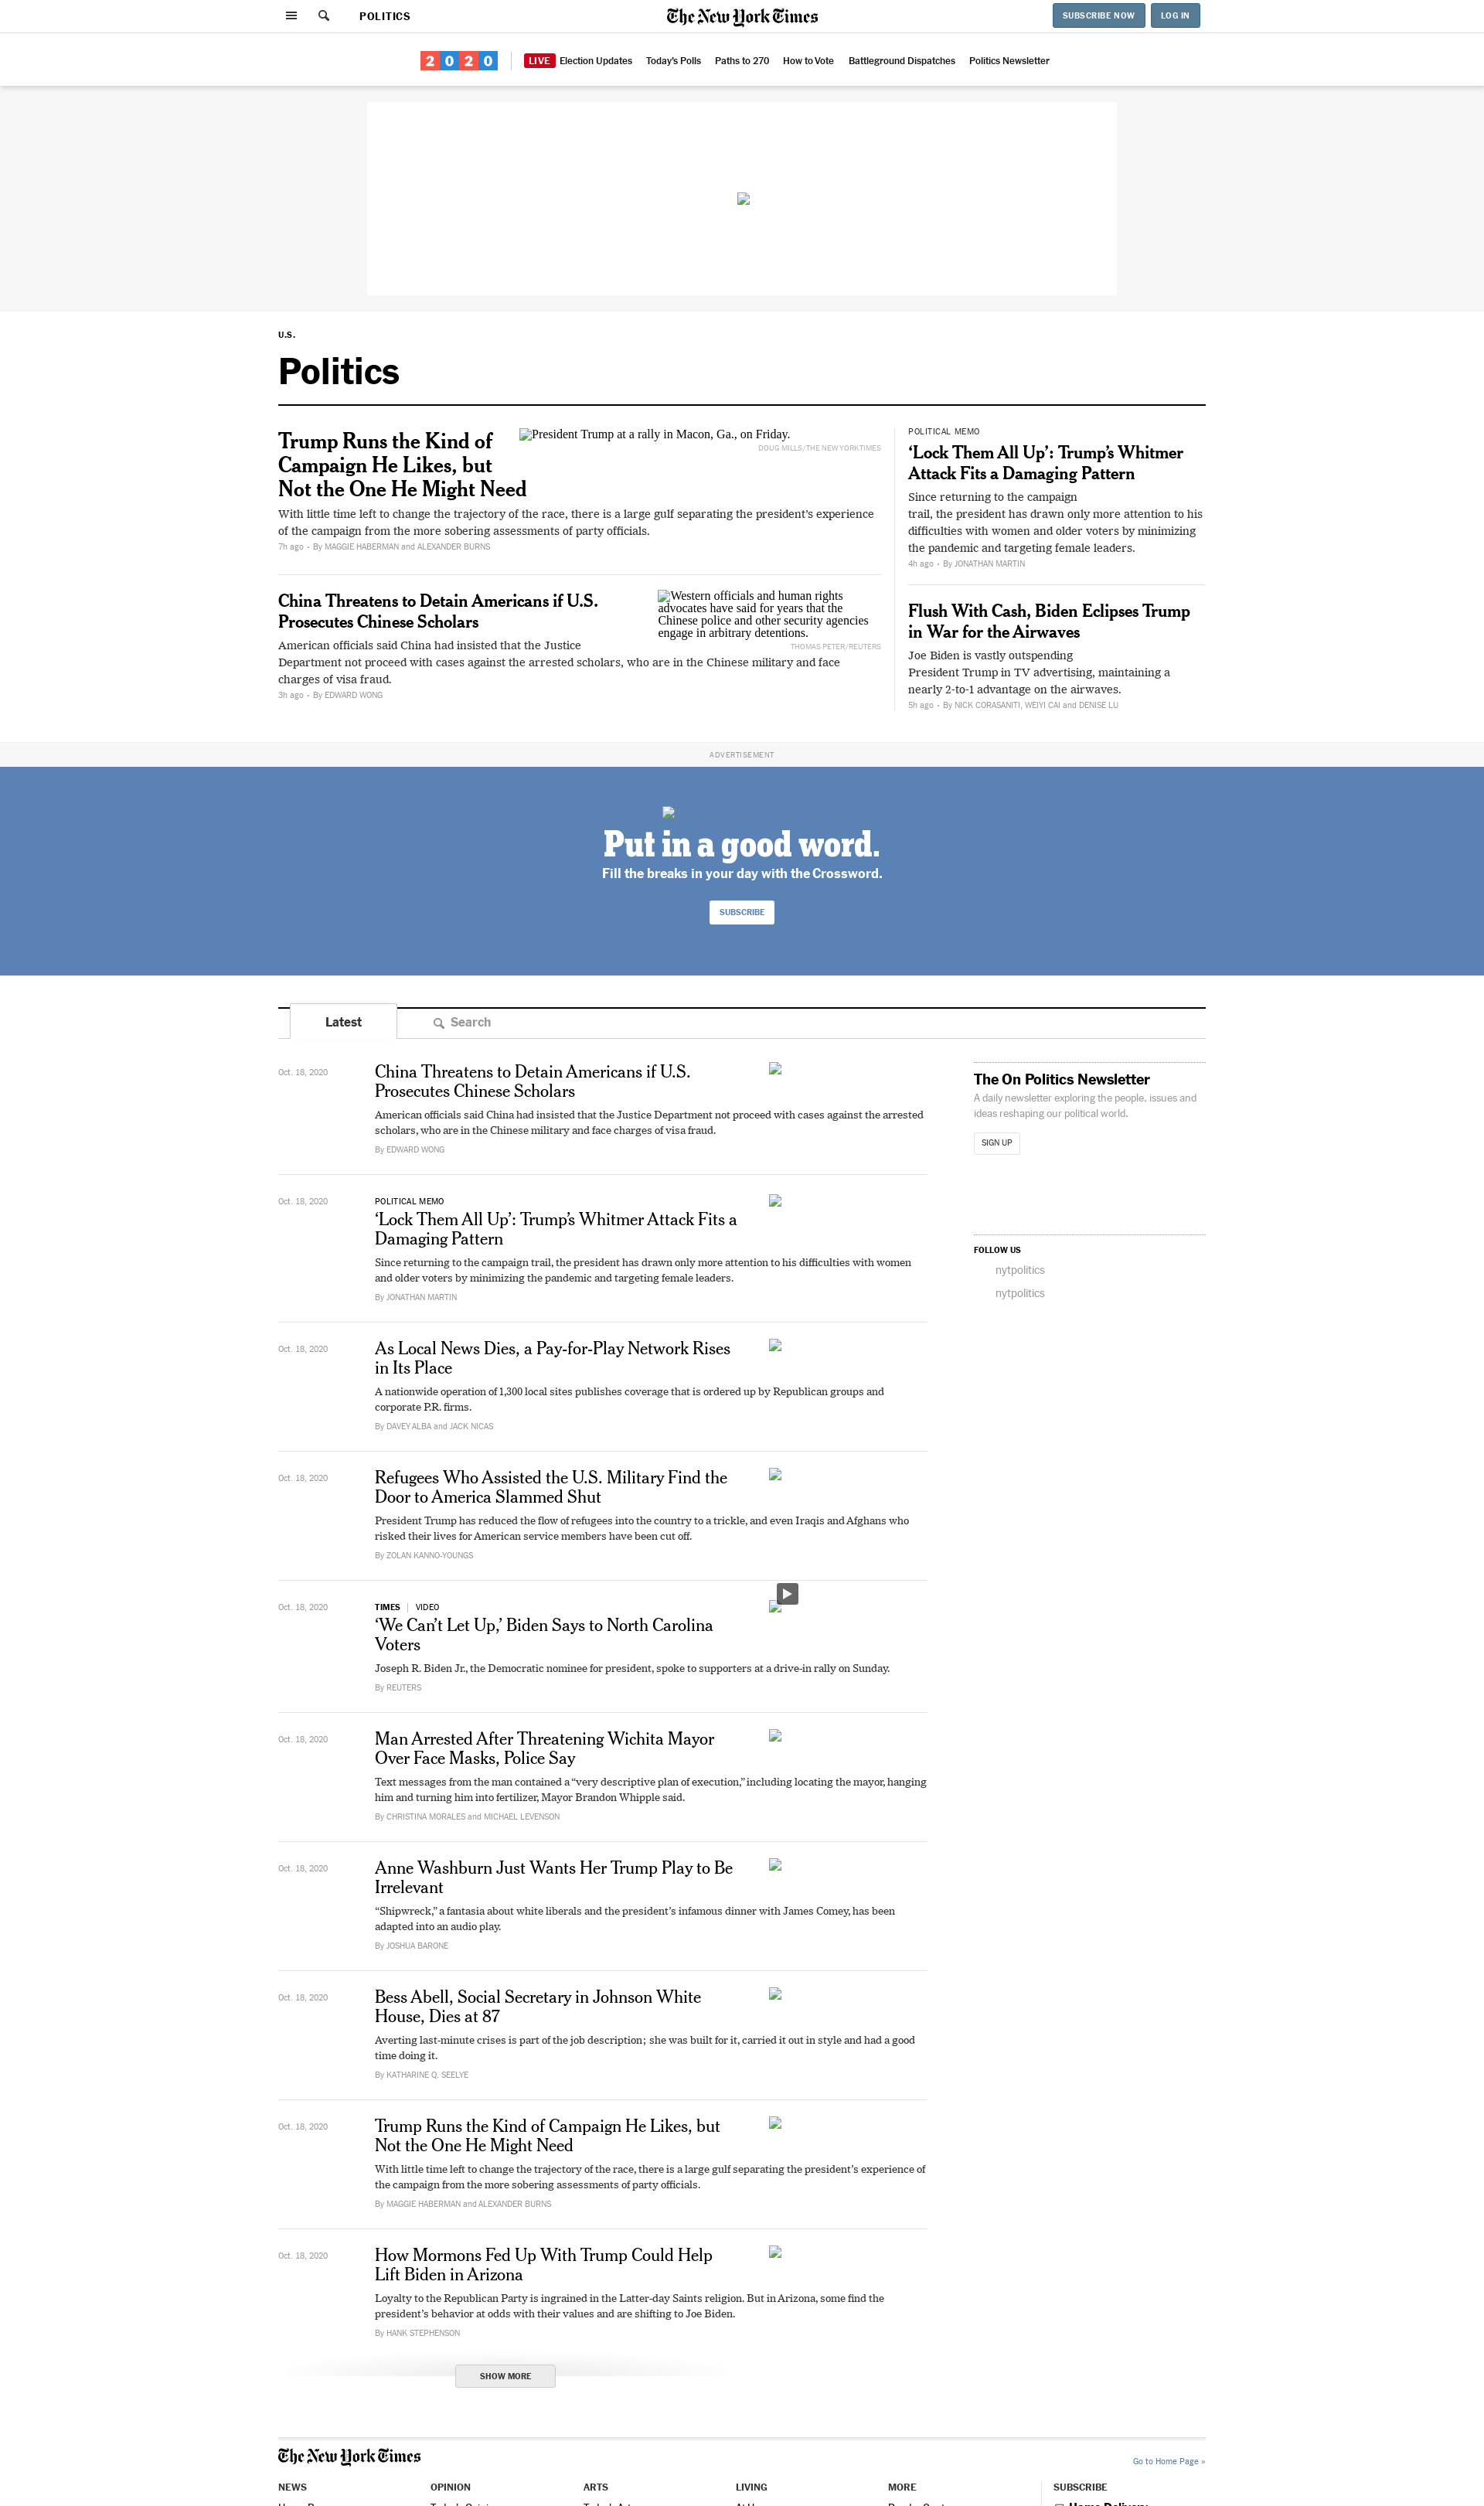 POLITICS
The New York Times
SUBSCRIBE NOW
LOG IN
2020
LIVE Election Updates
Today's Polls
Paths to 270
How to Vote
Battleground Dispatches
Politics Newsletter
U.S.
Politics
Trump Runs the Kind of
Campaign He Likes, but
Not the One He Might Need
President Trump at a rally in Macon, Ga., on Friday.
DOUG MILLS/THE NEW YORK TIMES
With little time left to change the trajectory of the race, there is a large gulf separating the president's experience
of the campaign from the more sobering assessments of party officials.
7h ago • By MAGGIE HABERMAN and ALEXANDER BURNS
China Threatens to Detain Americans if U.S.
Prosecutes Chinese Scholars
Western officials and human rights
advocates have said for years that the
Chinese police and other security agencies
engage in arbitrary detentions.
THOMAS PETER/REUTERS
American officials said China had insisted that the Justice
Department not proceed with cases against the arrested scholars, who are in the Chinese military and face
charges of visa fraud.
3h ago • By EDWARD WONG
POLITICAL MEMO
‘Lock Them All Up’: Trump’s Whitmer
Attack Fits a Damaging Pattern
Since returning to the campaign
trail, the president has drawn only more attention to his
difficulties with women and older voters by minimizing
the pandemic and targeting female leaders.
4h ago • By JONATHAN MARTIN
Flush With Cash, Biden Eclipses Trump
in War for the Airwaves
Joe Biden is vastly outspending
President Trump in TV advertising, maintaining a
nearly 2-to-1 advantage on the airwaves.
5h ago • By NICK CORASANITI, WEIYI CAI and DENISE LU
ADVERTISEMENT
Put in a good word.
Fill the breaks in your day with the Crossword.
SUBSCRIBE
Latest
Search
Oct. 18, 2020
China Threatens to Detain Americans if U.S.
Prosecutes Chinese Scholars
American officials said China had insisted that the Justice Department not proceed with cases against the arrested
scholars, who are in the Chinese military and face charges of visa fraud.
By EDWARD WONG
Oct. 18, 2020
POLITICAL MEMO
‘Lock Them All Up’: Trump’s Whitmer Attack Fits a
Damaging Pattern
Since returning to the campaign trail, the president has drawn only more attention to his difficulties with women
and older voters by minimizing the pandemic and targeting female leaders.
By JONATHAN MARTIN
Oct. 18, 2020
As Local News Dies, a Pay-for-Play Network Rises
in Its Place
A nationwide operation of 1,300 local sites publishes coverage that is ordered up by Republican groups and
corporate P.R. firms.
By DAVEY ALBA and JACK NICAS
Oct. 18, 2020
Refugees Who Assisted the U.S. Military Find the
Door to America Slammed Shut
President Trump has reduced the flow of refugees into the country to a trickle, and even Iraqis and Afghans who
risked their lives for American service members have been cut off.
By ZOLAN KANNO-YOUNGS
Oct. 18, 2020
TIMES | VIDEO
‘We Can’t Let Up,’ Biden Says to North Carolina
Voters
Joseph R. Biden Jr., the Democratic nominee for president, spoke to supporters at a drive-in rally on Sunday.
By REUTERS
Oct. 18, 2020
Man Arrested After Threatening Wichita Mayor
Over Face Masks, Police Say
Text messages from the man contained a “very descriptive plan of execution,” including locating the mayor, hanging
him and turning him into fertilizer, Mayor Brandon Whipple said.
By CHRISTINA MORALES and MICHAEL LEVENSON
Oct. 18, 2020
Anne Washburn Just Wants Her Trump Play to Be
Irrelevant
“Shipwreck,” a fantasia about white liberals and the president’s infamous dinner with James Comey, has been
adapted into an audio play.
By JOSHUA BARONE
Oct. 18, 2020
Bess Abell, Social Secretary in Johnson White
House, Dies at 87
Averting last-minute crises is part of the job description; she was built for it, carried it out in style and had a good
time doing it.
By KATHARINE Q. SEELYE
Oct. 18, 2020
Trump Runs the Kind of Campaign He Likes, but
Not the One He Might Need
With little time left to change the trajectory of the race, there is a large gulf separating the president’s experience of
the campaign from the more sobering assessments of party officials.
By MAGGIE HABERMAN and ALEXANDER BURNS
Oct. 18, 2020
How Mormons Fed Up With Trump Could Help
Lift Biden in Arizona
Loyalty to the Republican Party is ingrained in the Latter-day Saints religion. But in Arizona, some find the
president’s behavior at odds with their values and are shifting to Joe Biden.
By HANK STEPHENSON
SHOW MORE
The On Politics Newsletter
A daily newsletter exploring the people, issues and
ideas reshaping our political world.
SIGN UP
FOLLOW US
nytpolitics
nytpolitics
The New York Times
Go to Home Page »
NEWS
OPINION
ARTS
LIVING
MORE
SUBSCRIBE